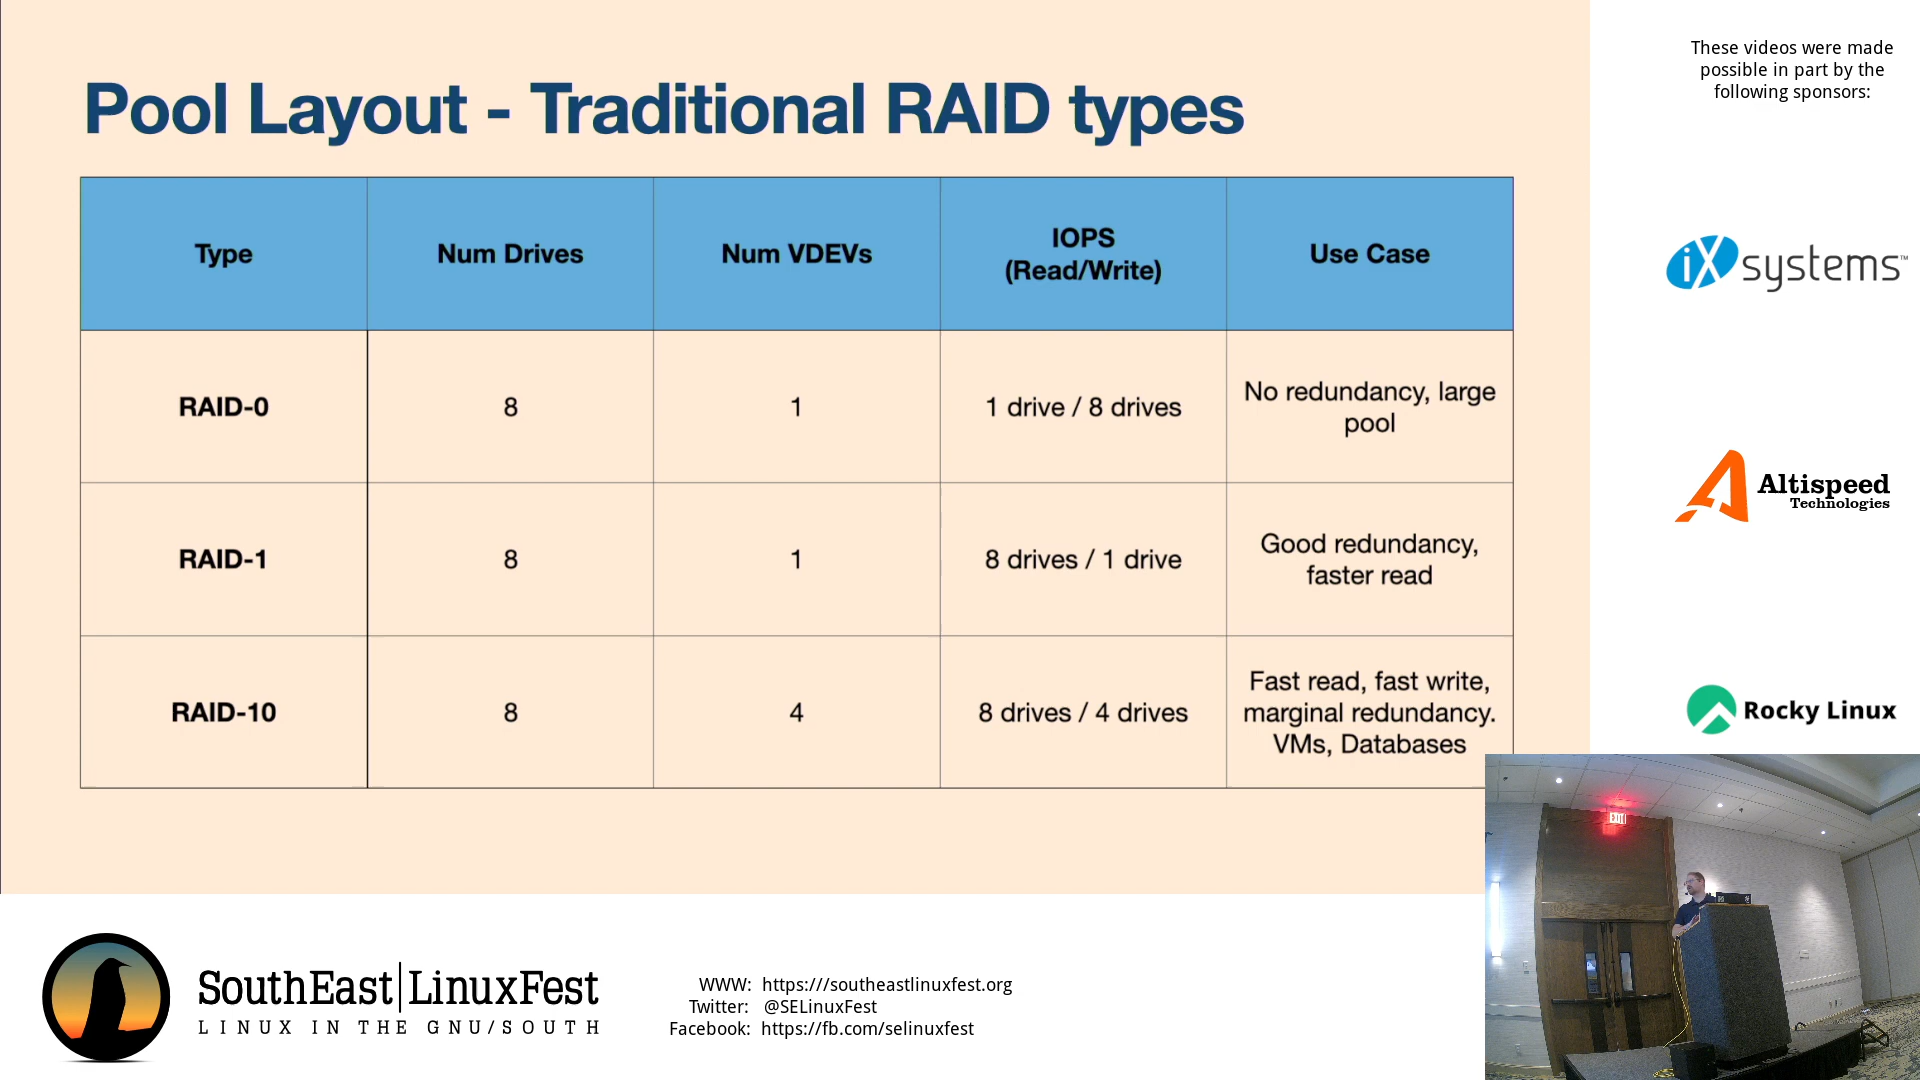 Pool Layout - Traditional RAID types
Type
Num Drives
Num VDEVs
IOPS
(Read/Write)
Use Case
RAID-0
8
1
1 drive / 8 drives
No redundancy, large
pool
RAID-1
8
1
8 drives / 1 drive
Good redundancy,
faster read
RAID-10
8
4
8 drives / 4 drives
Fast read, fast write,
marginal redundancy.
VMs, Databases
These videos were made
possible in part by the
following sponsors:
iXsystems™
Altispeed
Technologies
Rocky Linux
EXIT
SouthEast|LinuxFest
LINUX IN THE GNU/SOUTH
WWW: https:///southeastlinuxfest.org
Twitter: @SELinuxFest
Facebook: https://fb.com/selinuxfest